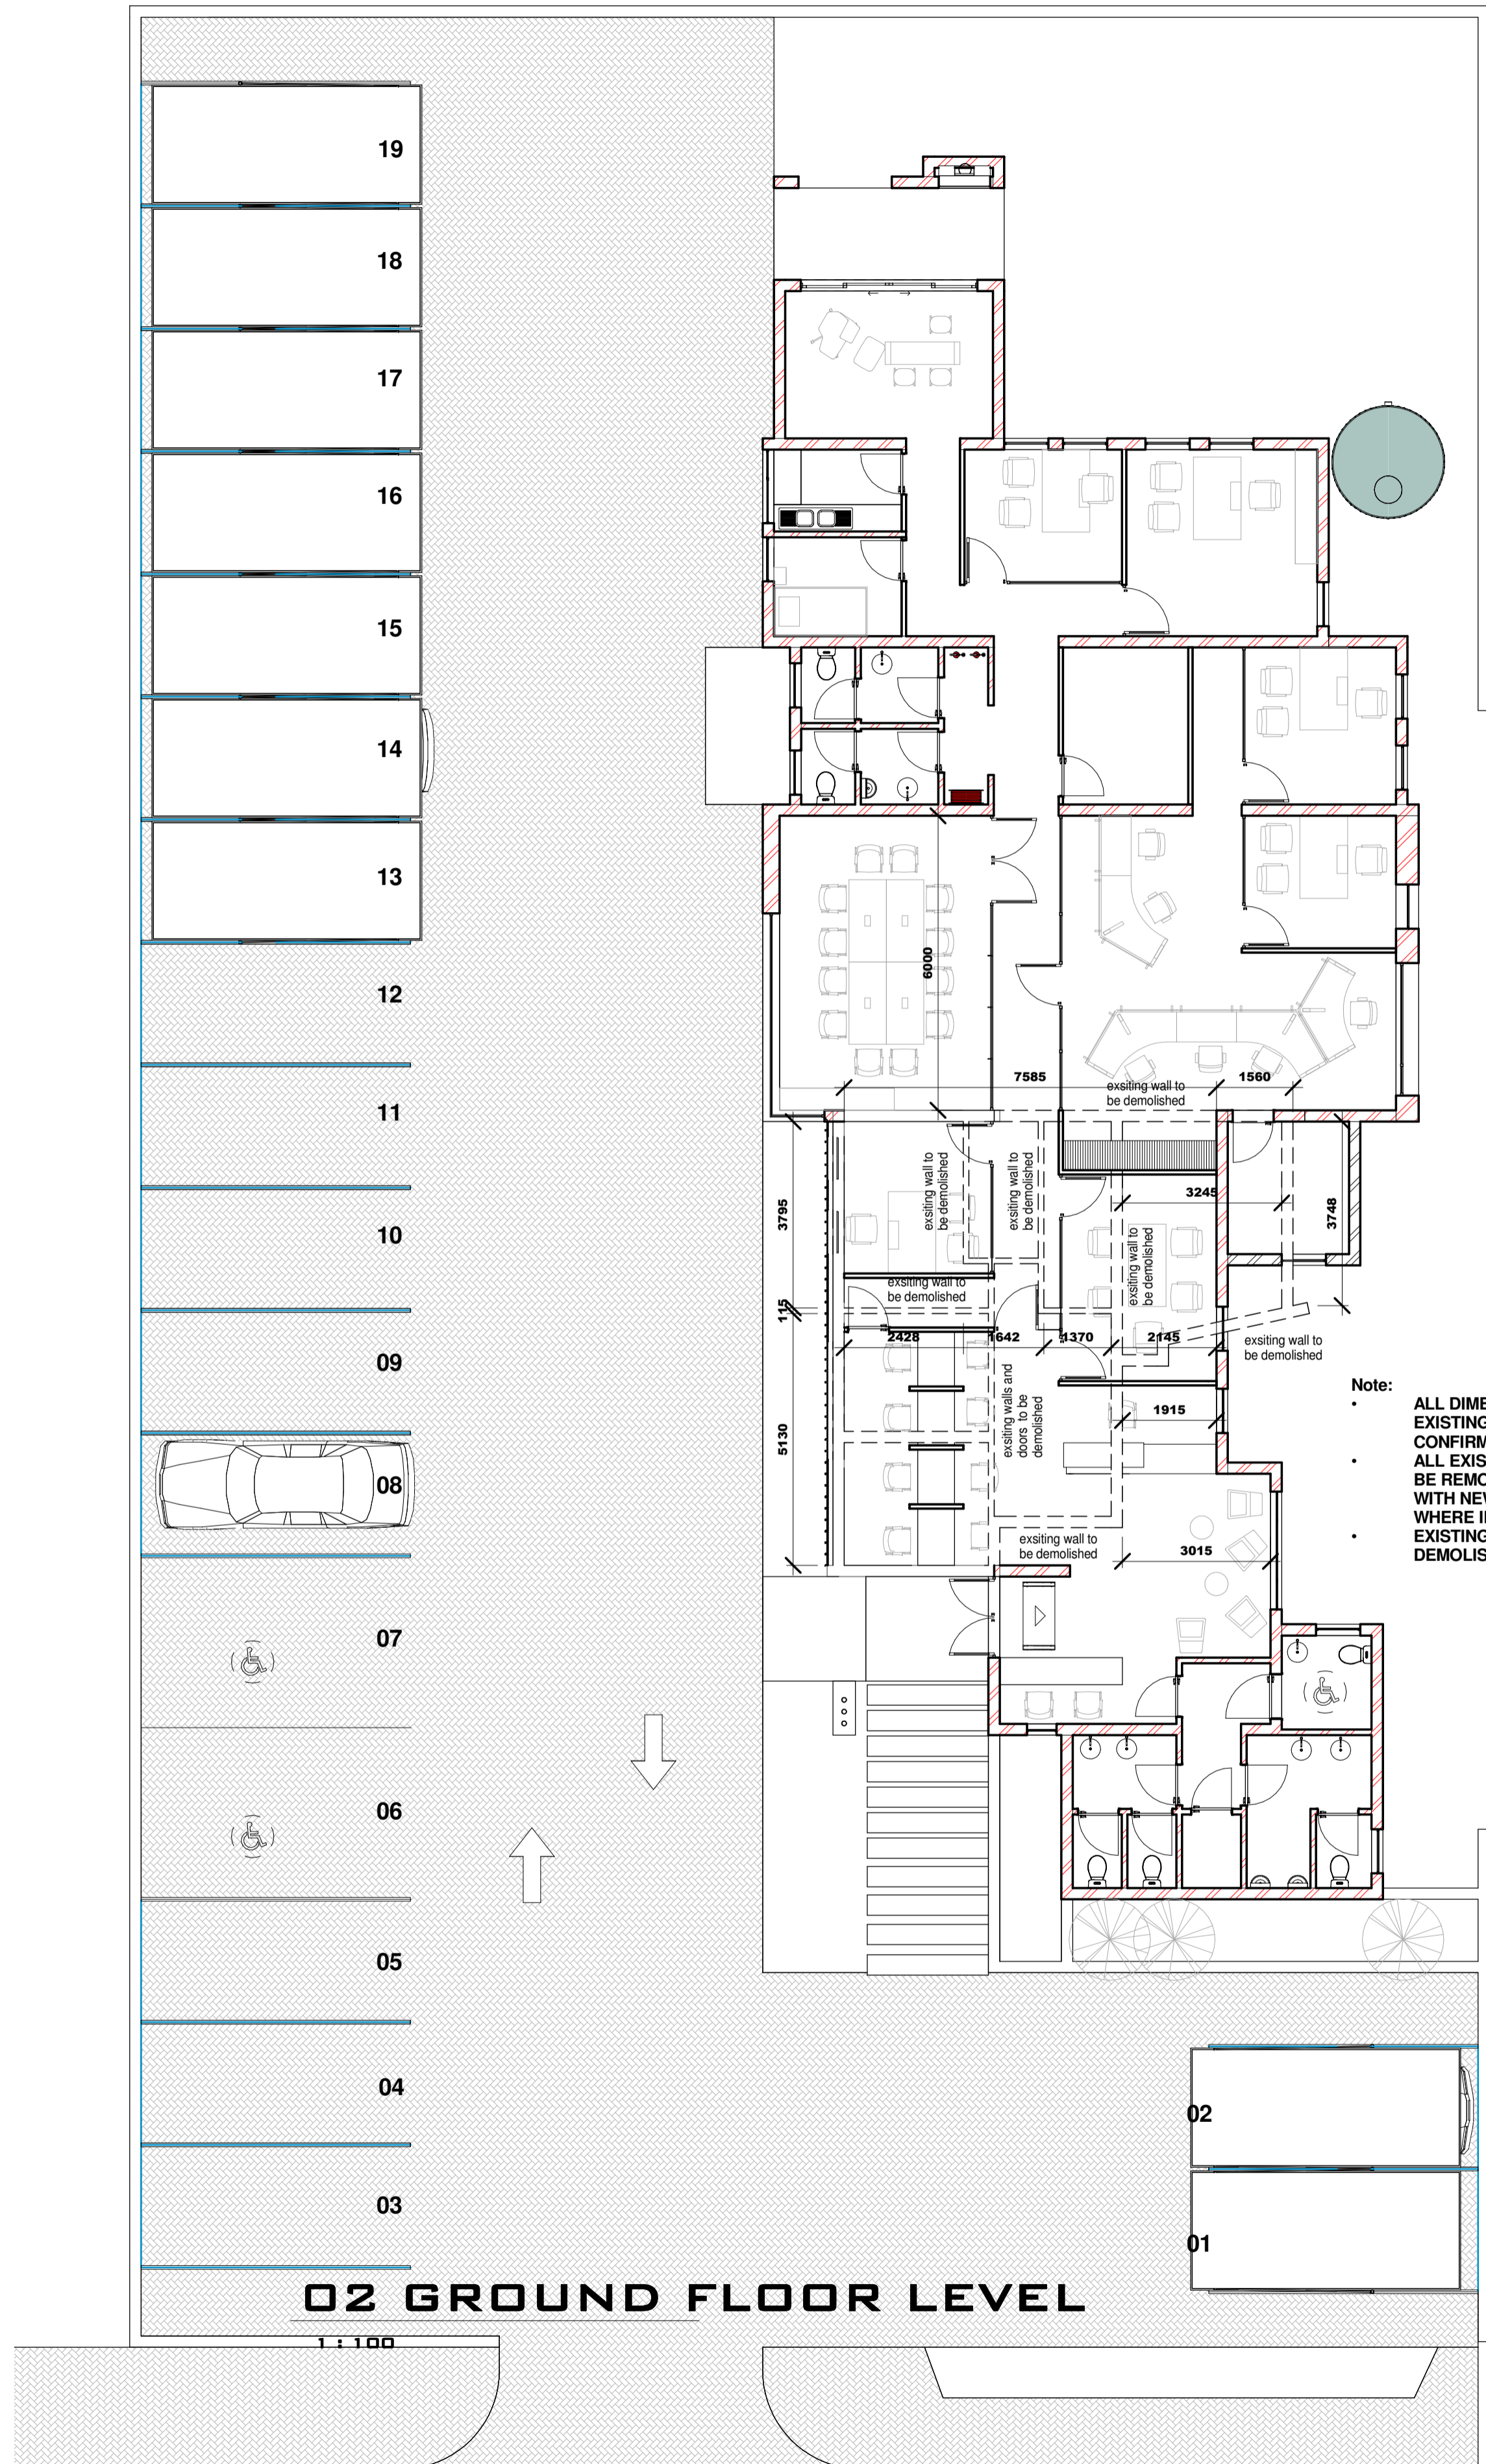 19
18
17
16
15
14
13
12
11
10
09
08
07
06
05
04
03
02
01
6000
7585
1560
exsiting wall to
be demolished
exsiting wall to
be demolished
exsiting wall to
be demolished
3245
3748
3795
exsiting wall to
be demolished
exsiting wall to
be demolished
115
2428
1642
1370
2145
exsiting wall to
be demolished
exsiting walls and
doors to be
demolished
1915
5130
exsiting wall to
be demolished
3015
Note:
• ALL DIME
EXISTING
CONFIRM
• ALL EXIS
BE REMO
WITH NEW
WHERE IN
• EXISTING
DEMOLIS
02 GROUND FLOOR LEVEL
1 : 100